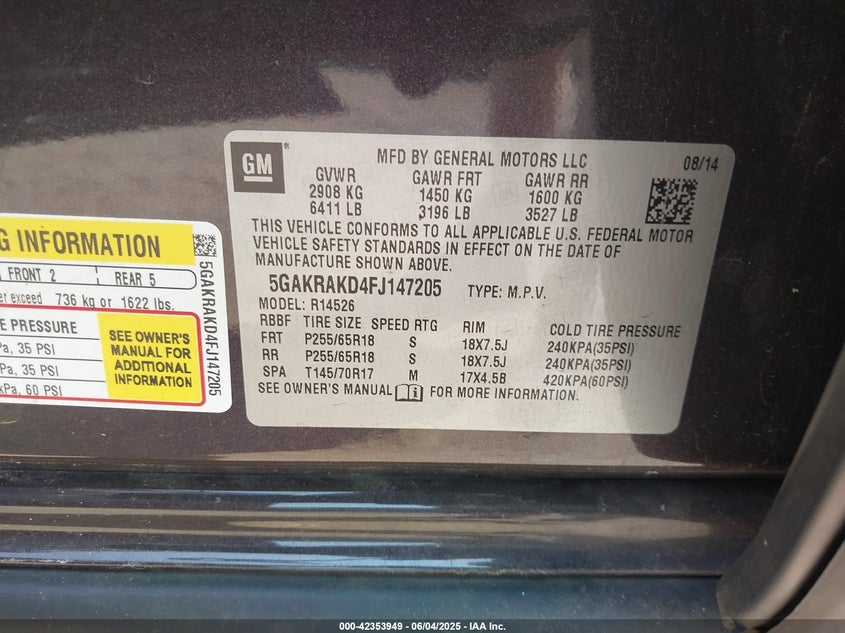 GM
MFD BY GENERAL MOTORS LLC 08/14
GVWR GAWR FRT GAWR RR
2908 KG 1450 KG 1600 KG
6411 LB 3196 LB 3527 LB
THIS VEHICLE CONFORMS TO ALL APPLICABLE U.S. FEDERAL MOTOR
VEHICLE SAFETY STANDARDS IN EFFECT ON THE DATE OF
MANUFACTURE SHOWN ABOVE.
5GAKRAKD4FJ147205 TYPE: M.P.V.
MODEL: R14526
RBBF TIRE SIZE SPEED RTG RIM COLD TIRE PRESSURE
FRT P255/65R18 S 18X7.5J 240KPA(35PSI)
RR P255/65R18 S 18X7.5J 240KPA(35PSI)
SPA T145/70R17 M 17X4.5B 420KPA(60PSI)
SEE OWNER'S MANUAL FOR MORE INFORMATION.
G INFORMATION
FRONT 2 REAR 5
er exceed 736 kg or 1622 lbs.
E PRESSURE
Pa, 35 PSI
Pa, 35 PSI
kPa, 60 PSI
SEE OWNER'S
MANUAL FOR
ADDITIONAL
INFORMATION
5GAKRAKD4FJ147205
000-42353949 - 06/04/2025 - IAA Inc.